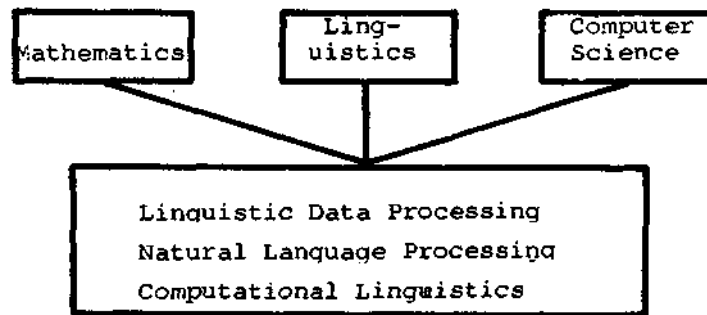 Mathematics
Ling-
uistics
Computer
Science
Linguistic Data Processing
Natural Language Processing
Computational Linguistics